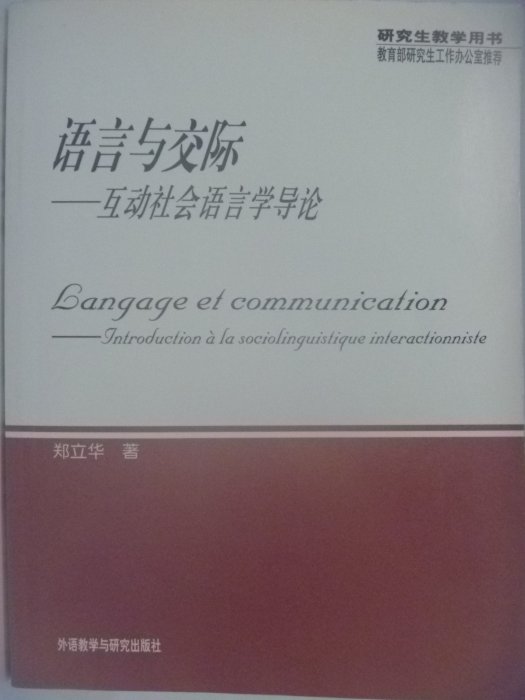 研究生教学用书
教育部研究生工作办公室推荐
语言与交际
——互动社会语言学导论
Langage et communication
——Introduction à la sociolinguistique interactionniste
郑立华 著
外语教学与研究出版社